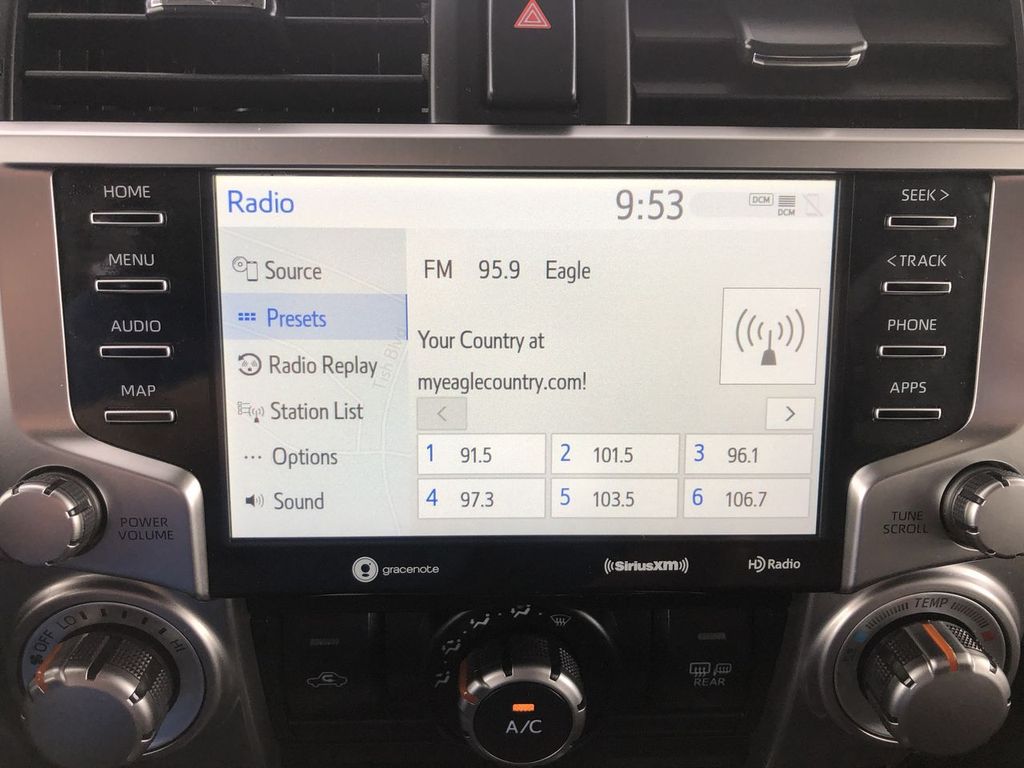 HOME
MENU
AUDIO
MAP
POWER
VOLUME
Radio
9:53
DCM
DCM
Source
Presets
Radio Replay
Station List
Options
Sound
Tish Blvd
FM 95.9 Eagle
Your Country at
myeaglecountry.com!
<
>
1 91.5
2 101.5
3 96.1
4 97.3
5 103.5
6 106.7
SEEK >
< TRACK
PHONE
APPS
TUNE
SCROLL
gracenote
((SiriusXM))
HD Radio
OFF LO HI
A/C
REAR
TEMP